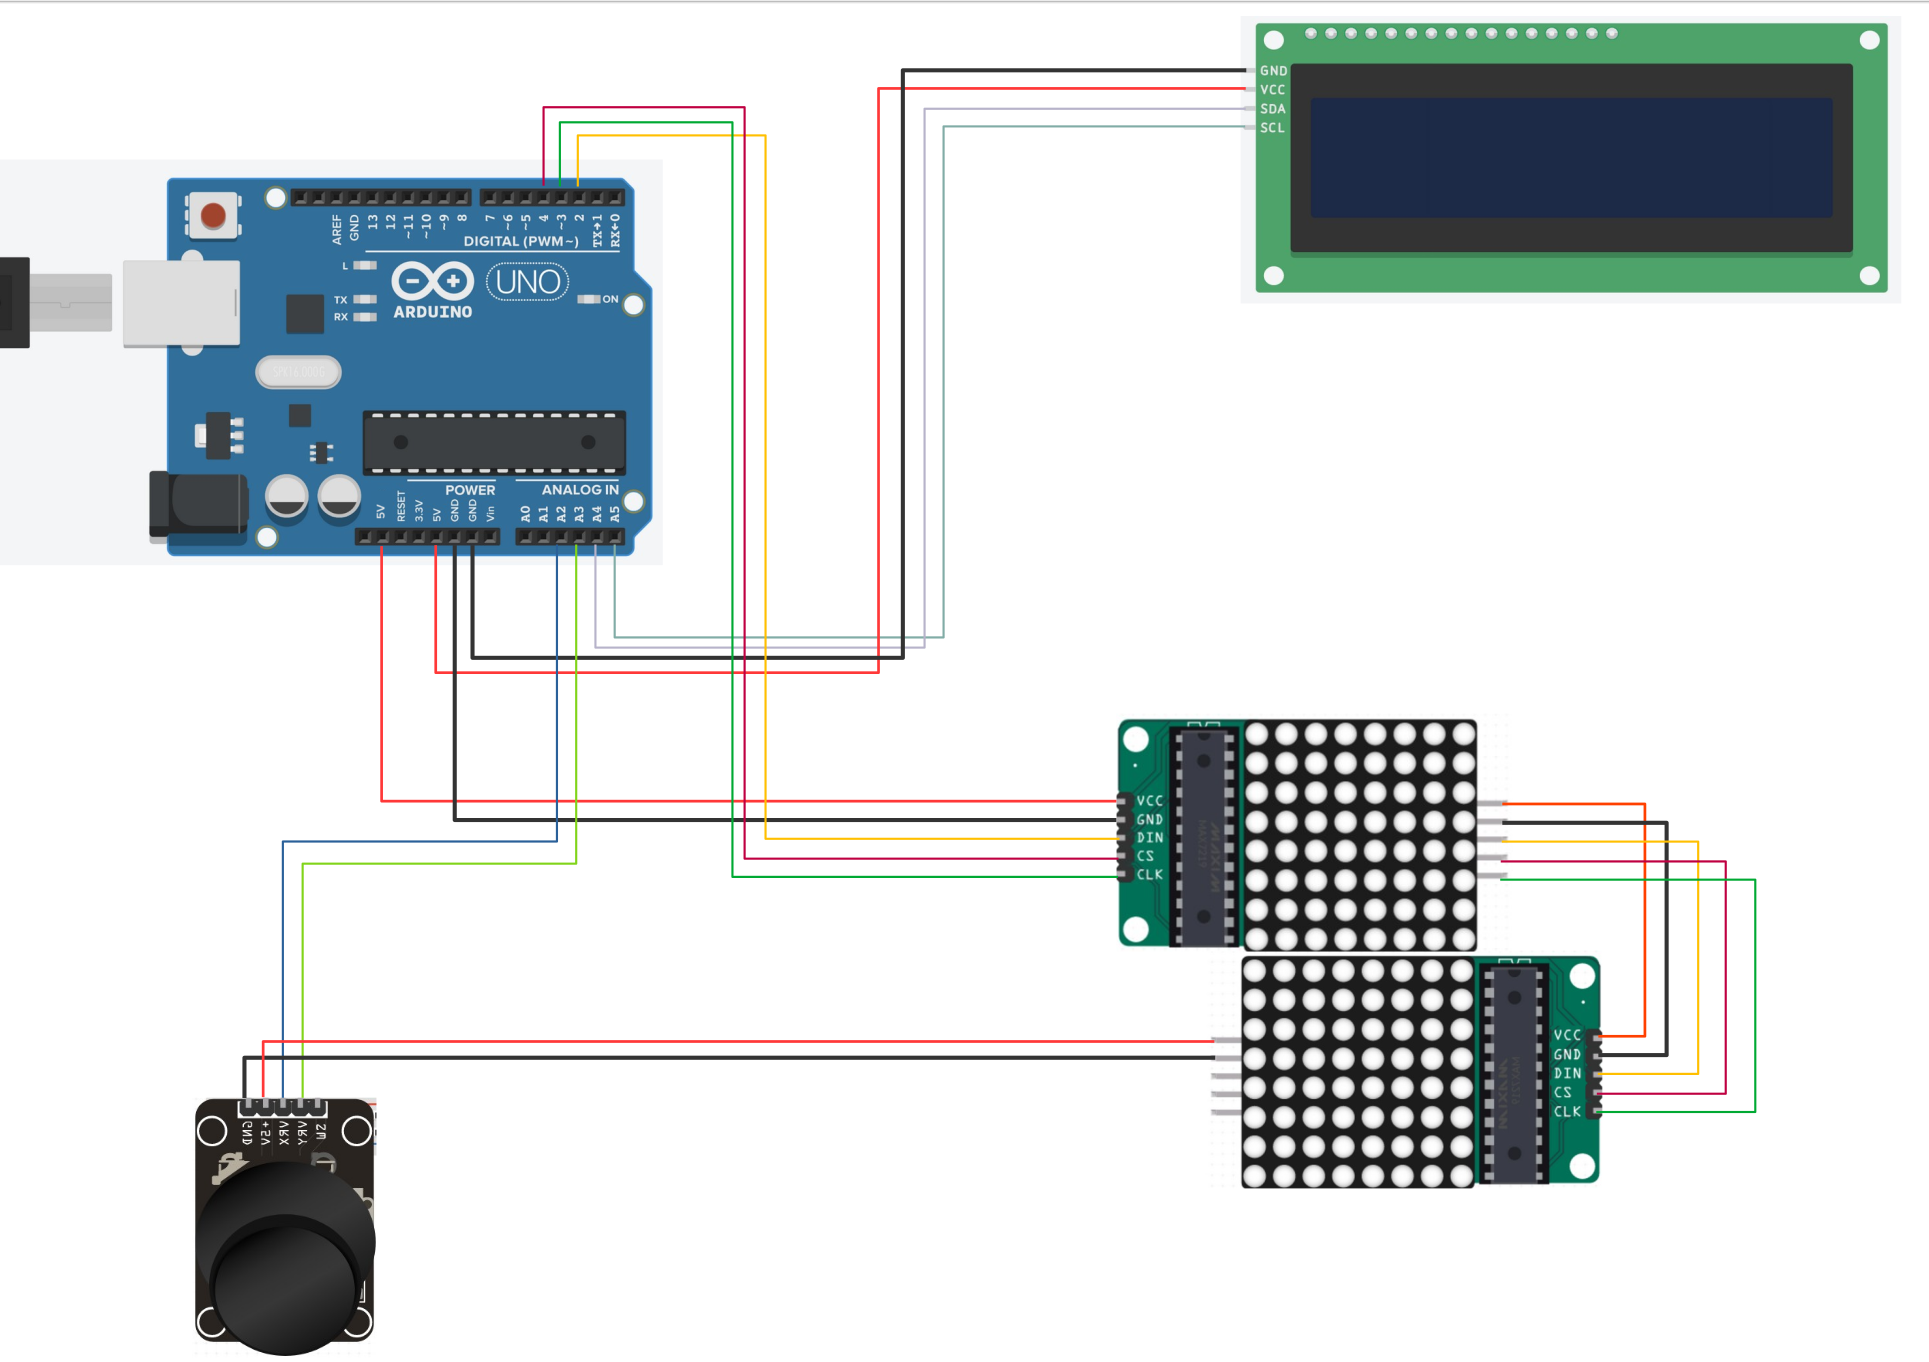 GND
VCC
SDA
SCL
AREF
GND
13
12
~11
~10
~9
8
7
~6
~5
4
~3
2
TX→1
RX←0
DIGITAL (PWM~)
L
TX
RX
ARDUINO
UNO
ON
POWER
ANALOG IN
5V
RESET
3.3V
5V
GND
GND
Vin
A0
A1
A2
A3
A4
A5
VCC
GND
DIN
CS
CLK
MAXIM
VCC
GND
DIN
CS
CLK
MAXIM
GND
+5V
VRX
VRY
SW